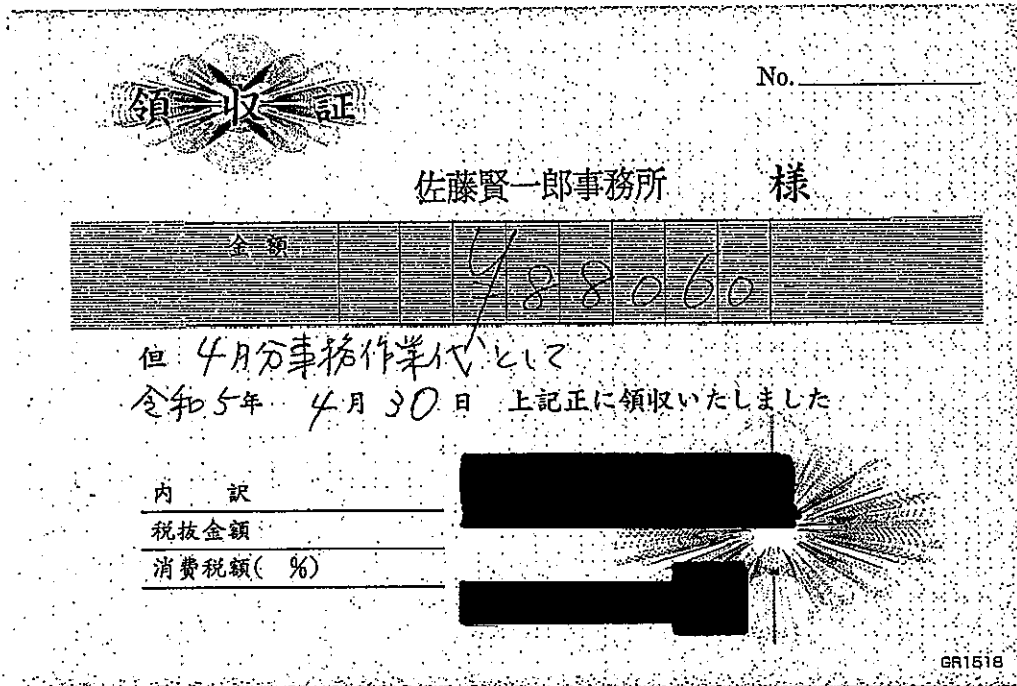 領収証
No.
佐藤賢一郎事務所 様
金額 ¥88060
但 4月分事務作業代として
令和5年 4月30日 上記正に領収いたしました
内 訳
税抜金額
消費税額( %)
GR1518